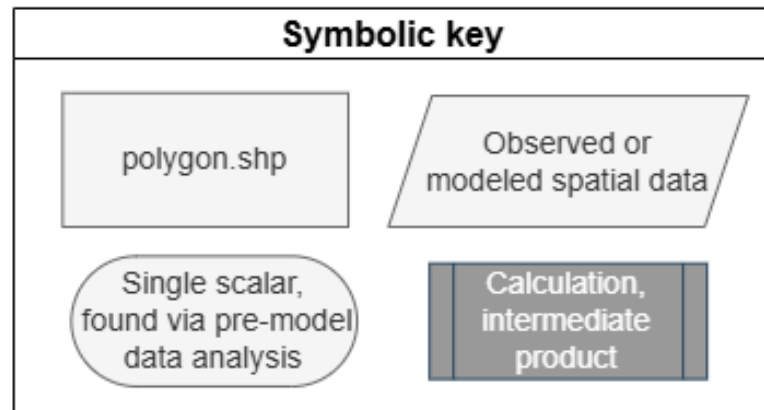 Symbolic key
polygon.shp
Observed or
modeled spatial data
Single scalar,
found via pre-model
data analysis
Calculation,
intermediate
product